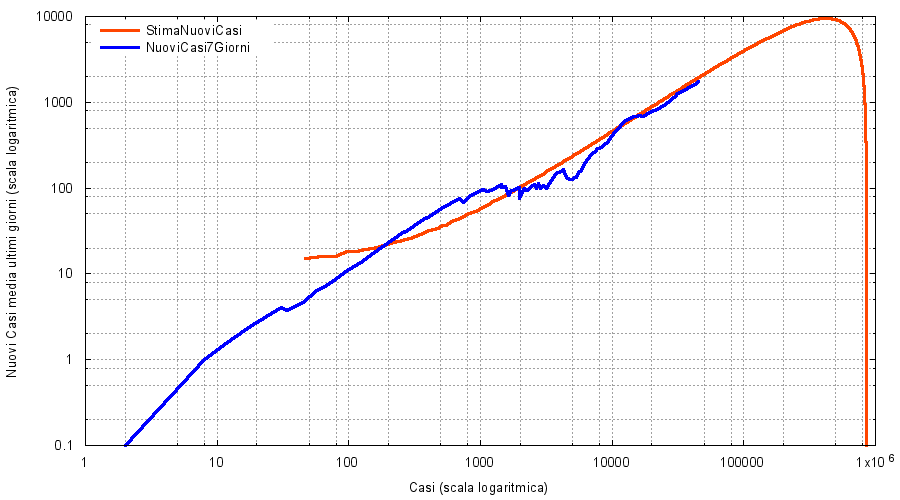 10000
1000
100
10
1
0.1
StimaNuoviCasi
NuoviCasi7Giorni
Nuovi Casi media ultimi giorni (scala logaritmica)
1
10
100
1000
10000
100000
1x10 6
Casi (scala logaritmica)